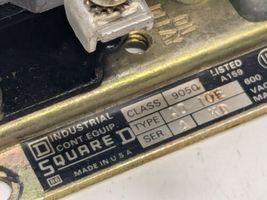 INDUSTRIAL
CONT. EQUIP.
SQUARE D
MADE IN U.S.A.
CLASS 9050
TYPE
SER.
LISTED
A159
600
VAC
MA